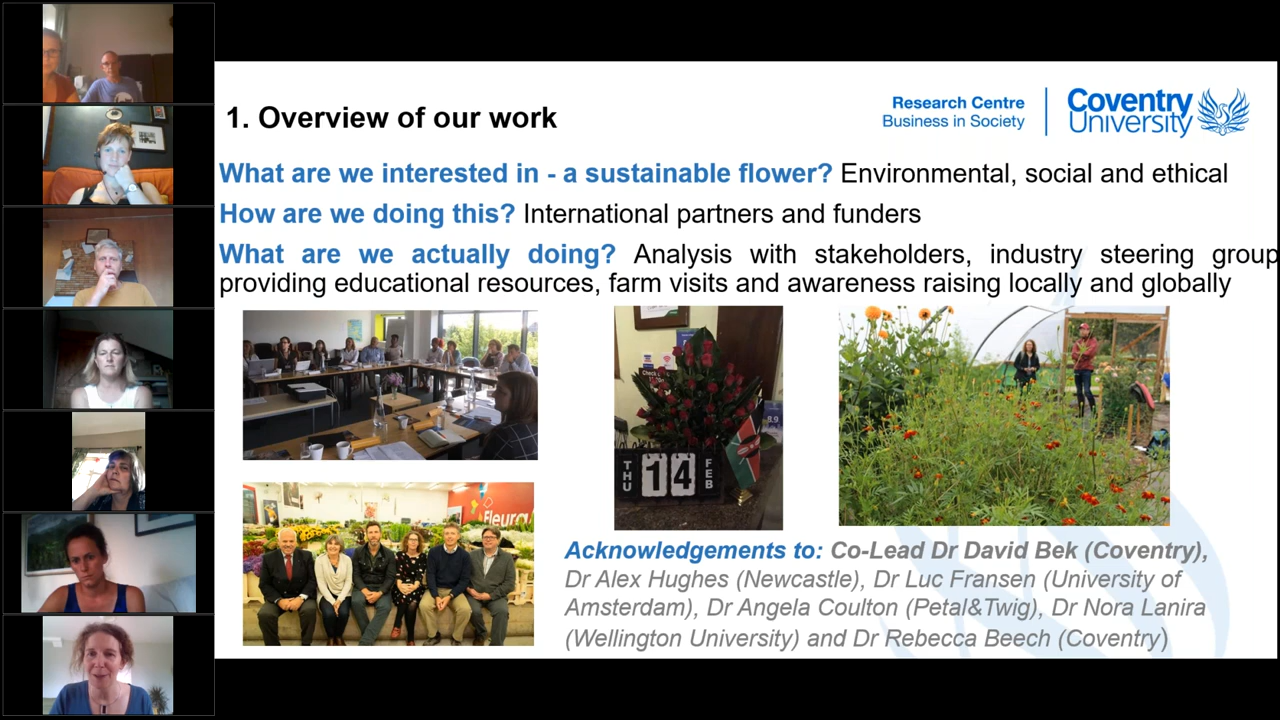 1. Overview of our work
Research Centre
Business in Society
Coventry
University
What are we interested in - a sustainable flower? Environmental, social and ethical
How are we doing this? International partners and funders
What are we actually doing? Analysis with stakeholders, industry steering group
providing educational resources, farm visits and awareness raising locally and globally
Check
8.9
THU 14 FEB
Fleura
Acknowledgements to: Co-Lead Dr David Bek (Coventry),
Dr Alex Hughes (Newcastle), Dr Luc Fransen (University of
Amsterdam), Dr Angela Coulton (Petal&Twig), Dr Nora Lanira
(Wellington University) and Dr Rebecca Beech (Coventry)